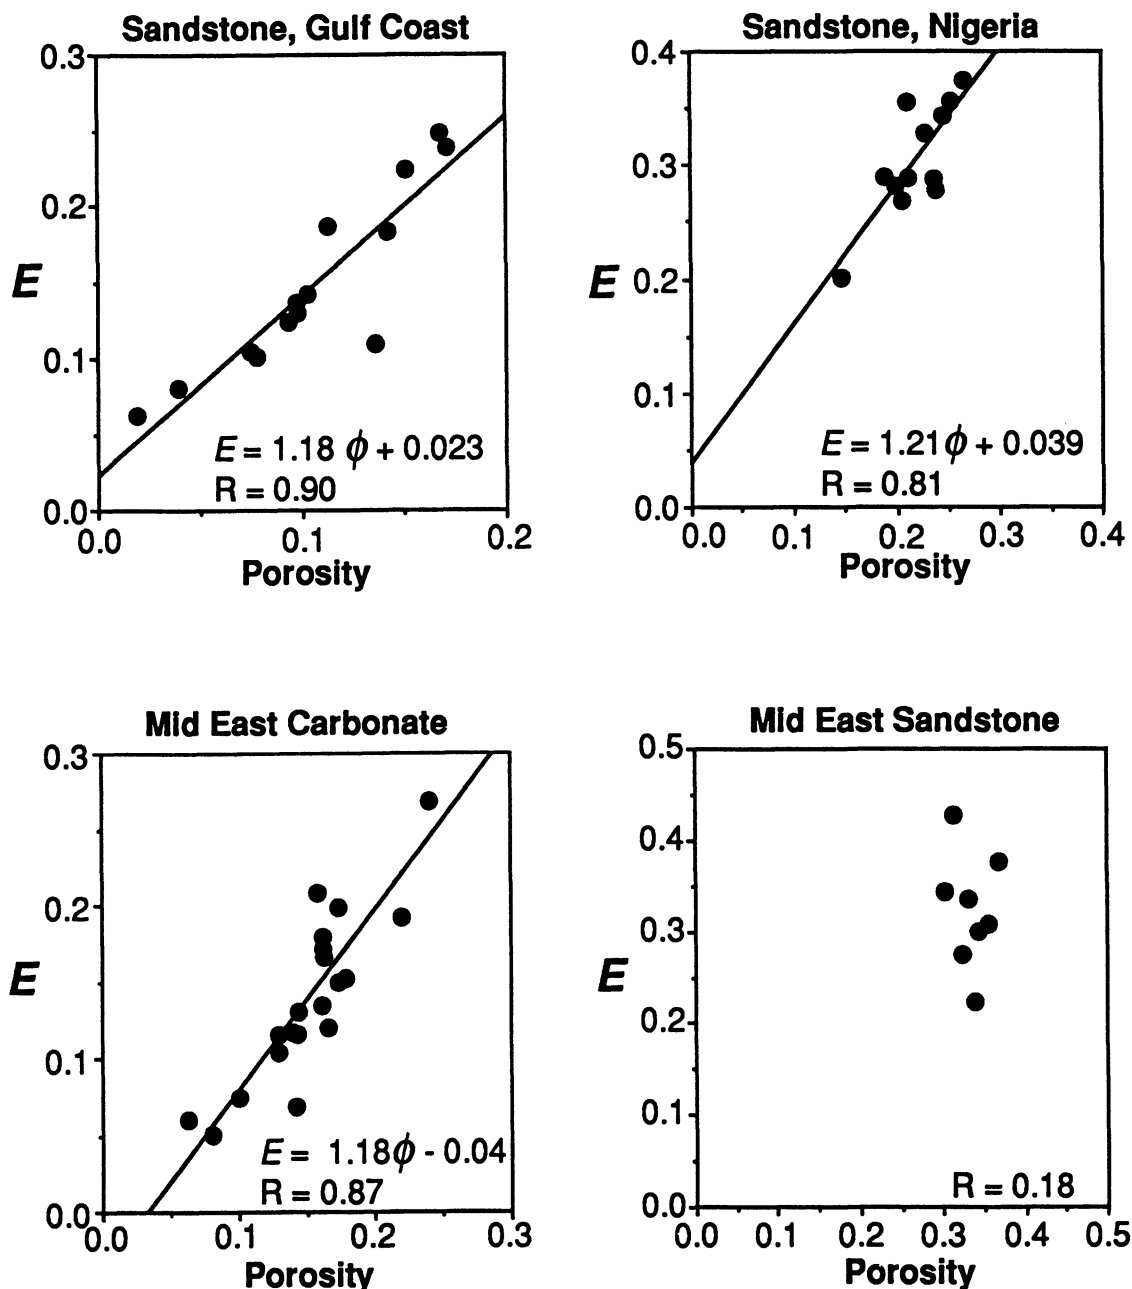 Sandstone, Gulf Coast
0.3
0.2
E
0.1
0.0
E = 1.18 ϕ + 0.023
R = 0.90
0.0 0.1 0.2
Porosity
Sandstone, Nigeria
0.4
0.3
E
0.2
0.1
0.0
E = 1.21ϕ + 0.039
R = 0.81
0.0 0.1 0.2 0.3 0.4
Porosity
Mid East Carbonate
0.3
0.2
E
0.1
0.0
E = 1.18ϕ - 0.04
R = 0.87
0.0 0.1 0.2 0.3
Porosity
Mid East Sandstone
0.5
0.4
0.3
E
0.2
0.1
0.0
R = 0.18
0.0 0.1 0.2 0.3 0.4 0.5
Porosity